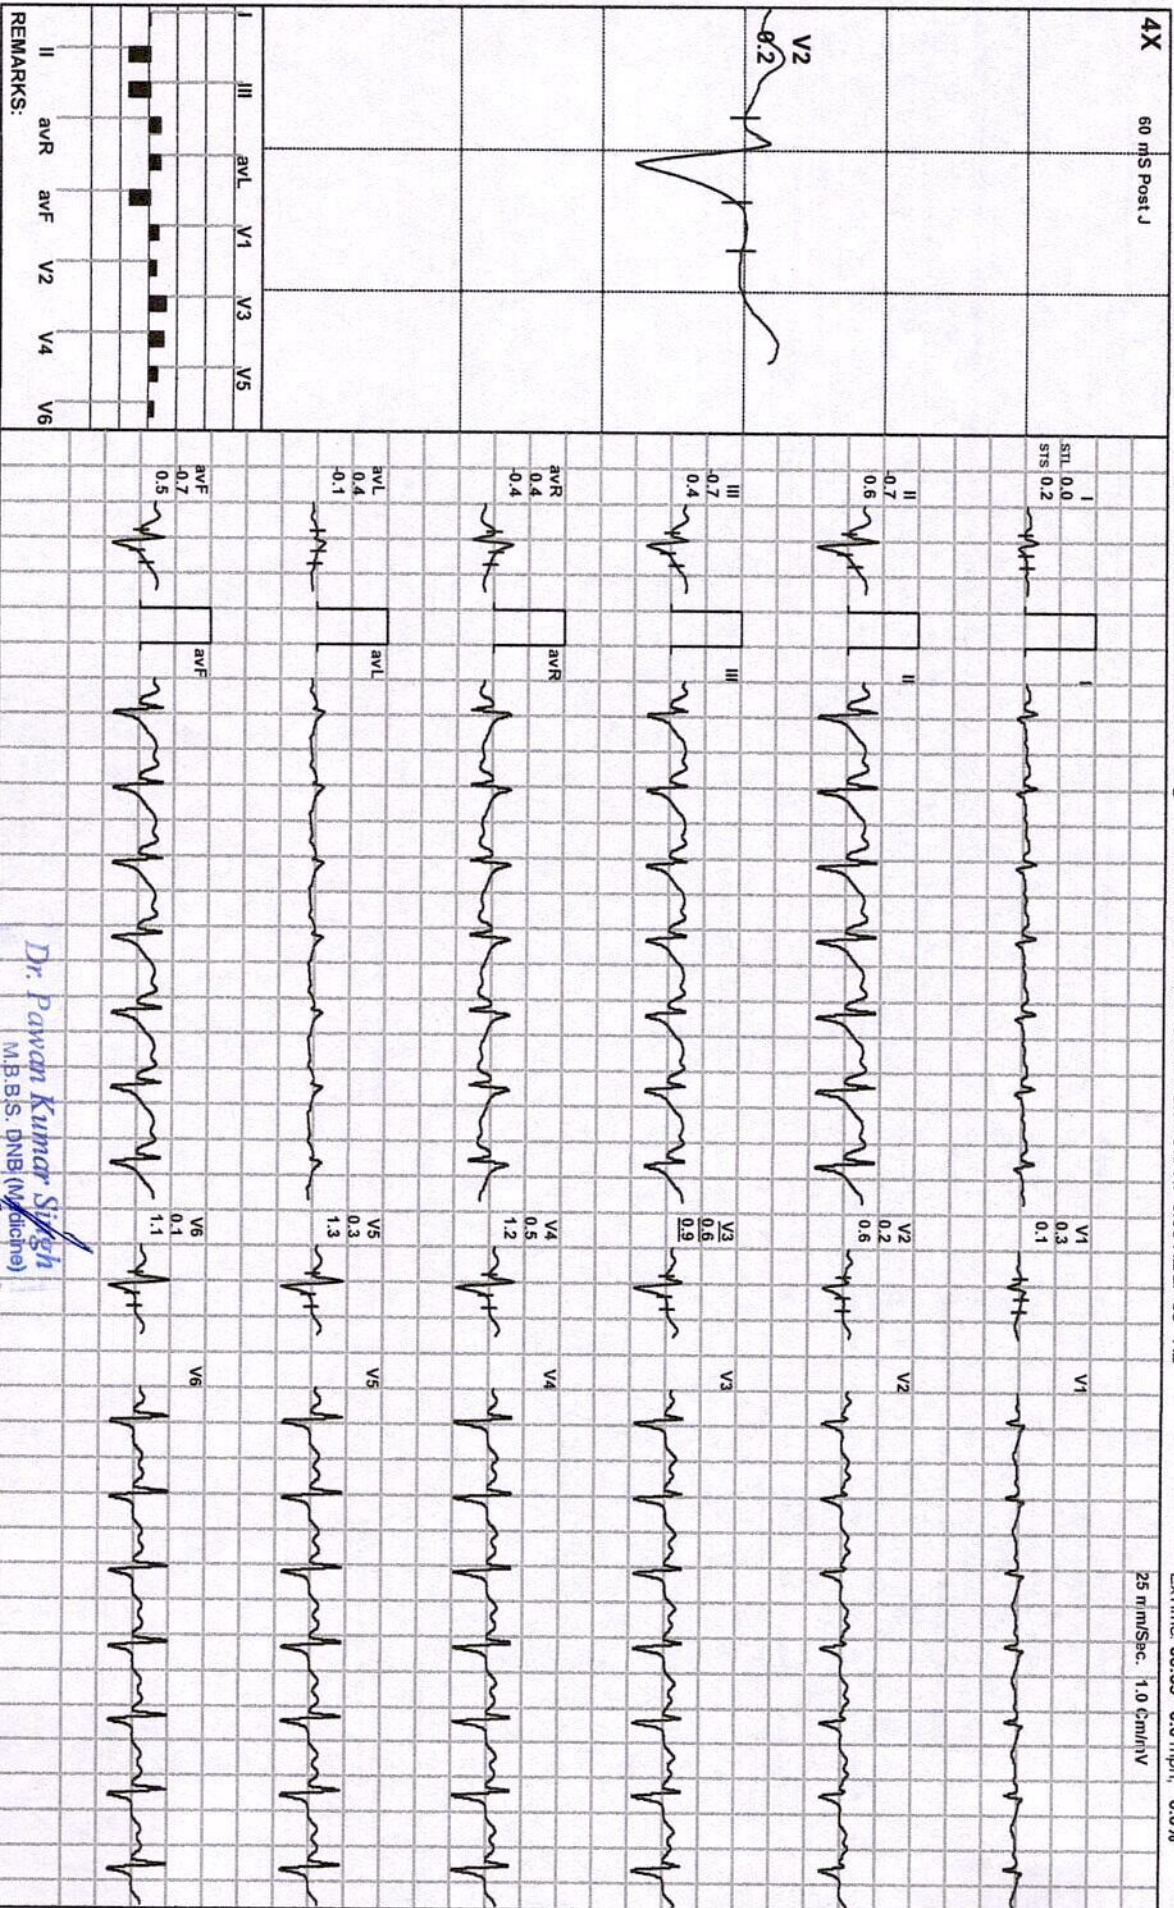 4X
60 mS Post J
V2
0.2
I
III
avL
V1
V3
V5
II
avR
avF
V2
V4
V6
REMARKS:
25 mm/Sec. 1.0 Cm/mV
I
STL 0.0
STS 0.2
I
V1
0.3
0.1
V1
II
-0.7
0.6
II
V2
0.2
0.6
V2
III
-0.7
0.4
III
V3
0.6
0.9
V3
avR
0.4
-0.4
avR
V4
0.5
1.2
V4
avL
0.4
-0.1
avL
V5
0.3
1.3
V5
avF
-0.7
0.5
avF
V6
0.1
1.1
V6
Dr. Pawan Kumar Singh
M.B.B.S. DNB (Medicine)